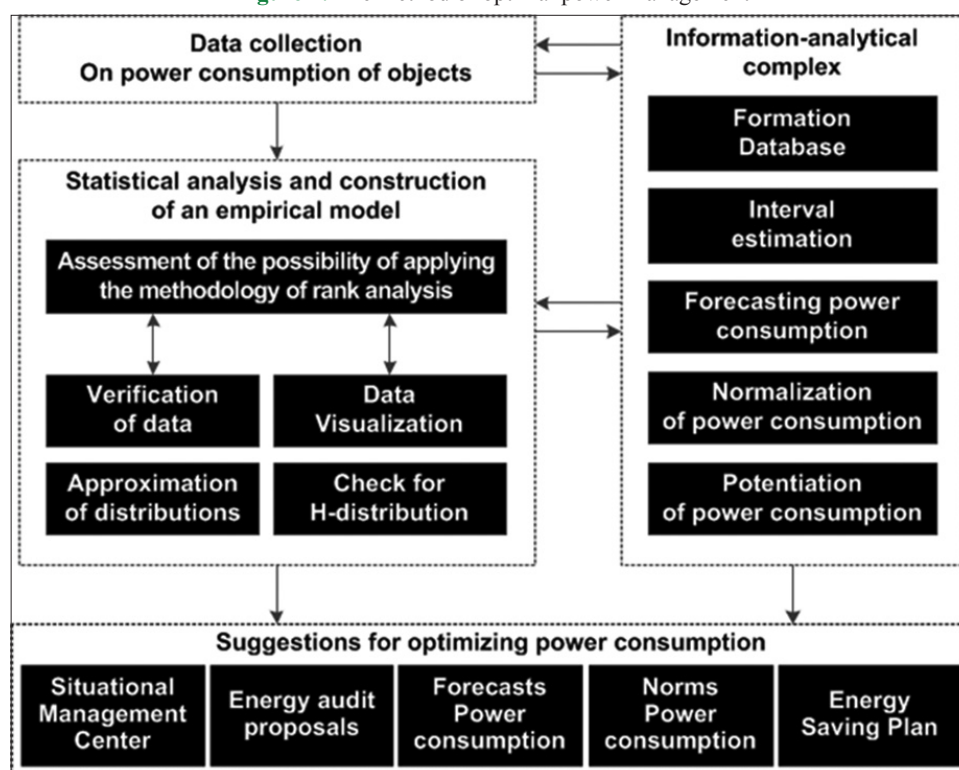 Data collection
On power consumption of objects
Information-analytical
complex
Formation
Database
Interval
estimation
Forecasting power
consumption
Normalization
of power consumption
Potentiation
of power consumption
Statistical analysis and construction
of an empirical model
Assessment of the possibility of applying
the methodology of rank analysis
Verification
of data
Data
Visualization
Approximation
of distributions
Check for
H-distribution
Suggestions for optimizing power consumption
Situational
Management
Center
Energy audit
proposals
Forecasts
Power
consumption
Norms
Power
consumption
Energy
Saving Plan